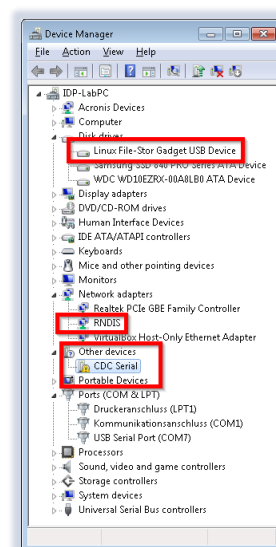 Device Manager
File Action View Help
IDP-LabPC
Acronis Devices
Computer
Disk drives
Linux File-Stor Gadget USB Device
Samsung SSD 840 PRO Series ATA Device
WDC WD10EZRX-00A8LB0 ATA Device
Display adapters
DVD/CD-ROM drives
Human Interface Devices
IDE ATA/ATAPI controllers
Keyboards
Mice and other pointing devices
Monitors
Network adapters
Realtek PCIe GBE Family Controller
RNDIS
VirtualBox Host-Only Ethernet Adapter
Other devices
CDC Serial
Portable Devices
Ports (COM & LPT)
Druckeranschluss (LPT1)
Kommunikationsanschluss (COM1)
USB Serial Port (COM7)
Processors
Sound, video and game controllers
Storage controllers
System devices
Universal Serial Bus controllers